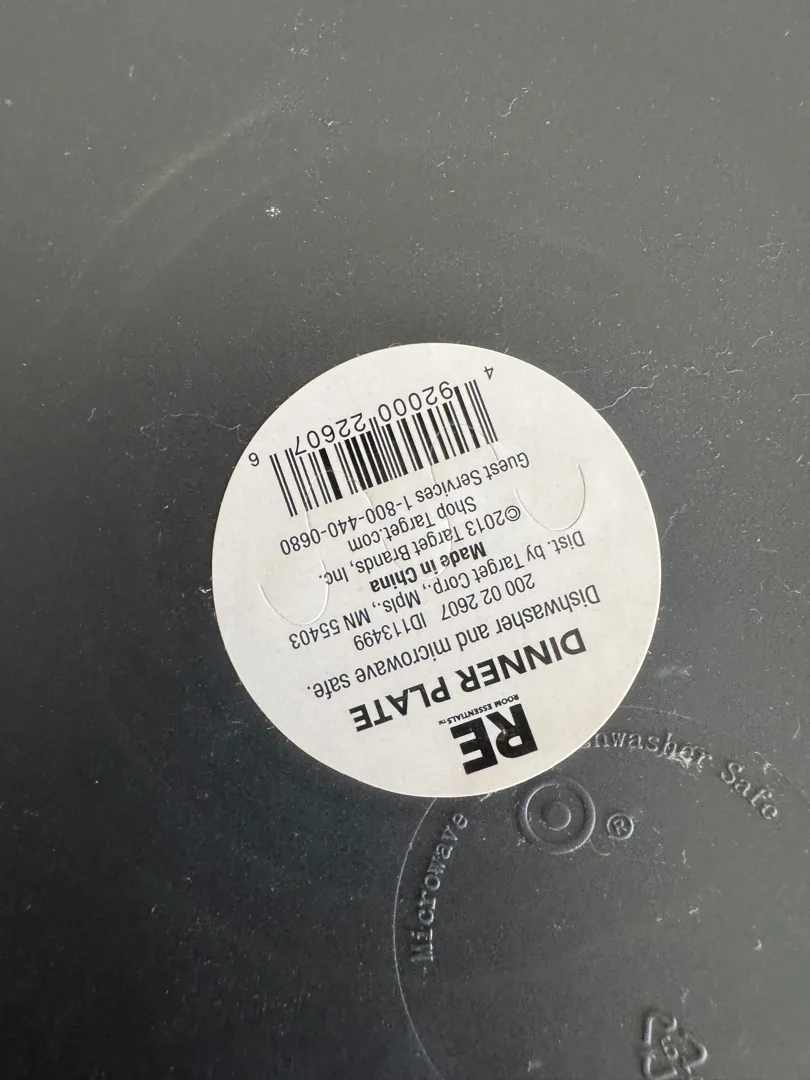 RE
ROOM ESSENTIALS™
DINNER PLATE
Dishwasher and microwave safe.
200 02 2607 ID113499
Dist. by Target Corp., Mpls., MN 55403
Made in China
©2013 Target Brands, Inc.
Shop Target.com
Guest Services 1-800-440-0680
4 92000 22607 6
Microwave
hwasher Safe
®